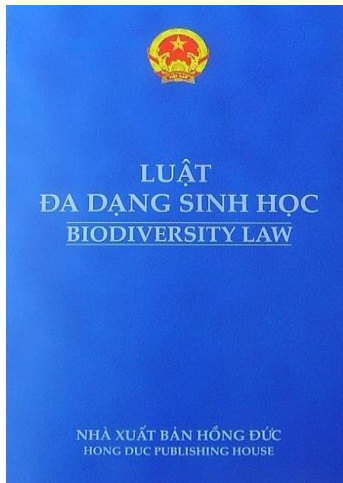 LUẬT
ĐA DẠNG SINH HỌC
BIODIVERSITY LAW
NHÀ XUẤT BẢN HỒNG ĐỨC
HONG DUC PUBLISHING HOUSE